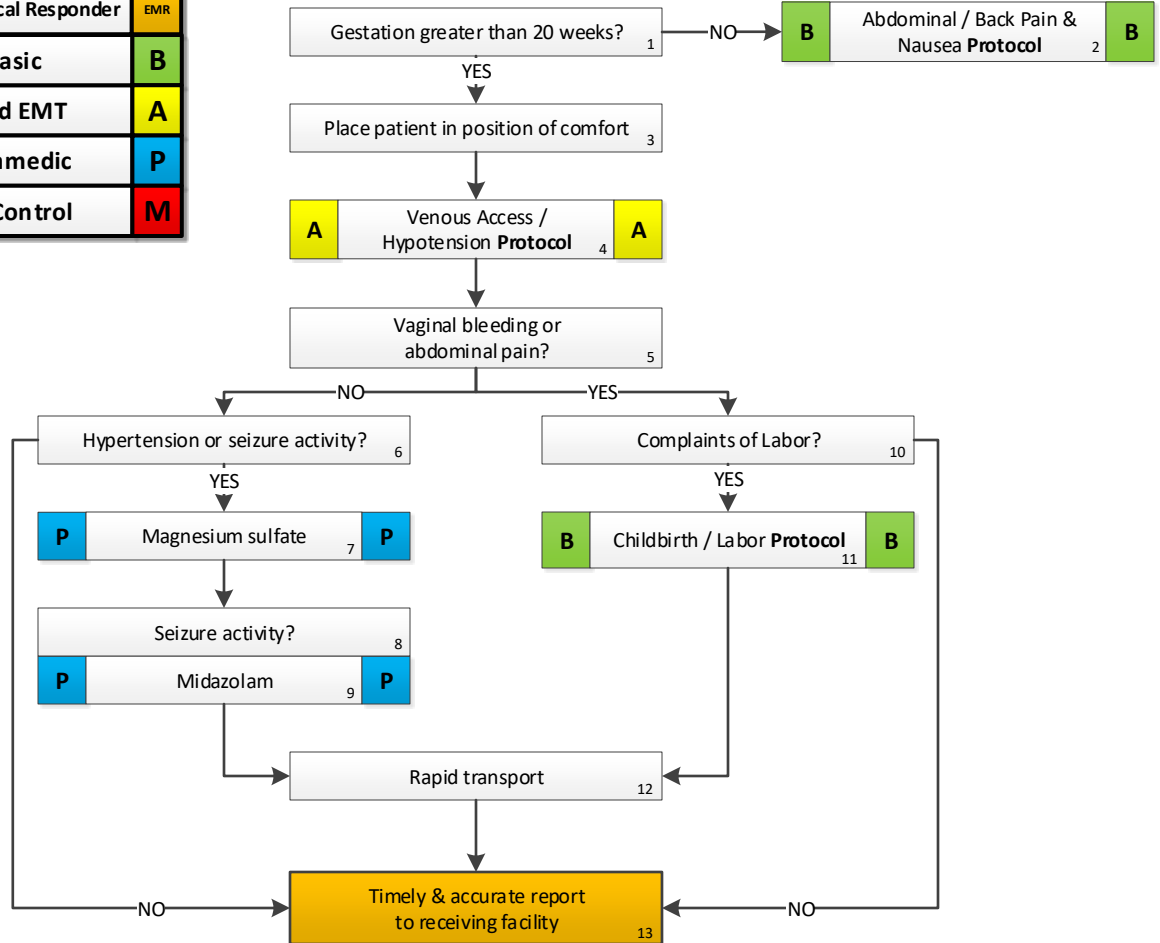 cal Responder EMR
asic B
d EMT A
amedic P
Control M
Gestation greater than 20 weeks? 1
NO
B Abdominal / Back Pain & B
Nausea Protocol 2
YES
Place patient in position of comfort 3
A Venous Access / A
Hypotension Protocol 4
Vaginal bleeding or
abdominal pain? 5
NO YES
Hypertension or seizure activity? 6
Complaints of Labor? 10
YES YES
P Magnesium sulfate 7 P
B Childbirth / Labor Protocol 11 B
Seizure activity? 8
P Midazolam 9 P
Rapid transport 12
Timely & accurate report
to receiving facility 13
NO NO